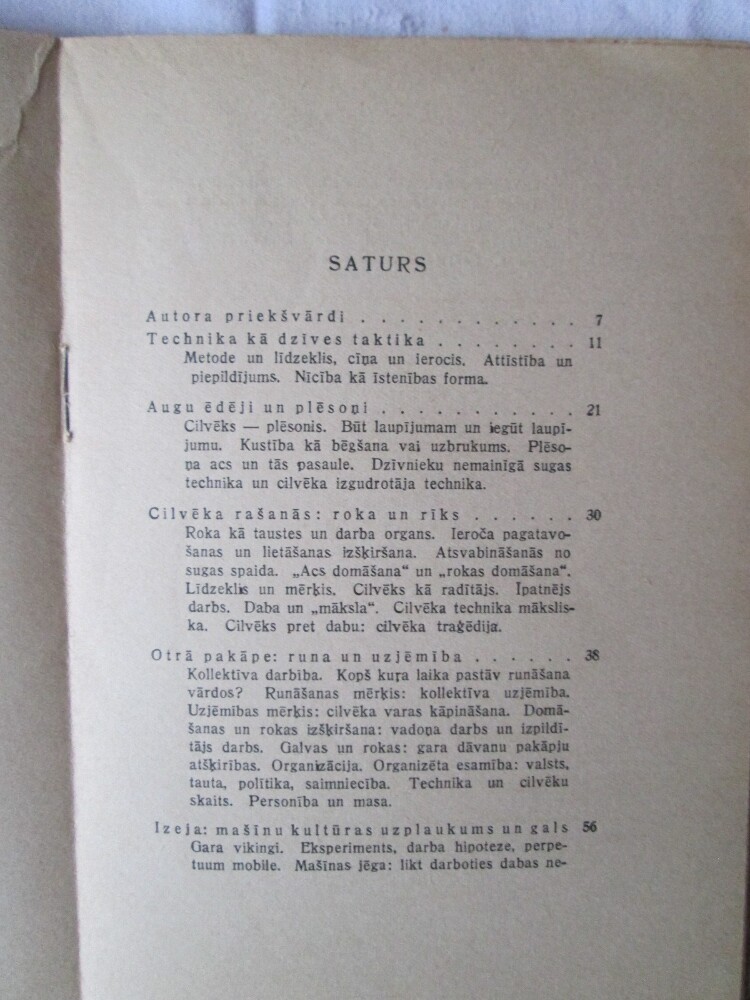 SATURS
Autora priekšvārdi . . . . . . . . . . . . 7
Technika kā dzīves taktika . . . . . . . . 11
Metode un līdzeklis, cīņa un ierocis. Attīstība un
piepildījums. Nīcība kā īstenības forma.
Augu ēdēji un plēsoņi . . . . . . . . . . . 21
Cilvēks — plēsonis. Būt laupījumam un iegūt laupī-
jumu. Kustība kā bēgšana vai uzbrukums. Plēso-
ņa acs un tās pasaule. Dzīvnieku nemainīgā sugas
technika un cilvēka izgudrotāja technika.
Cilvēka rašanās: roka un rīks . . . . . . 30
Roka kā taustes un darba organs. Ieroča pagatavo-
šanas un lietāšanas izšķiršana. Atsvabināšanās no
sugas spaida. „Acs domāšana“ un „rokas domāšana“.
Līdzeklis un mērķis. Cilvēks kā radītājs. Īpatnējs
darbs. Daba un „māksla“. Cilvēka technika māksliS-
ka. Cilvēks pret dabu: cilvēka traģēdija.
Otrā pakāpe: runa un uzjēmība . . . . . . 38
Kollektīva darbība. Kopš kuŗa laika pastāv runāšana
vārdos? Runāšanas mērķis: kollektīva uzjēmība.
Uzjēmības mērķis: cilvēka varas kāpināšana. Domā-
šanas un rokas izšķiršana: vadoņa darbs un izpildī-
tājs darbs. Galvas un rokas: gara dāvanu pakāpju
atšķirības. Organizācija. Organizēta esamība: valsts,
tauta, polītika, saimniecība. Technika un cilvēku
skaits. Personība un masa.
Izeja: mašīnu kultūras uzplaukums un gals 56
Gara vikingi. Eksperiments, darba hipoteze, perpe-
tuum mobile. Mašīnas jēga: likt darboties dabas ne-